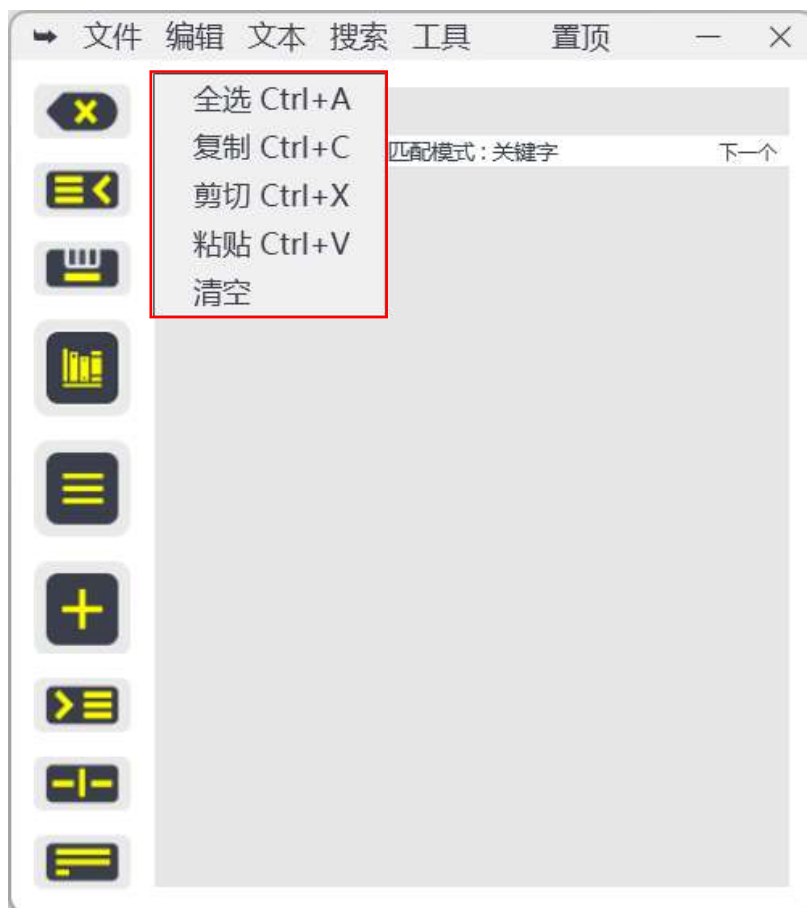 文件 编辑 文本 搜索 工具 置顶
全选 Ctrl+A
复制 Ctrl+C
匹配模式：关键字 下一个
剪切 Ctrl+X
粘贴 Ctrl+V
清空